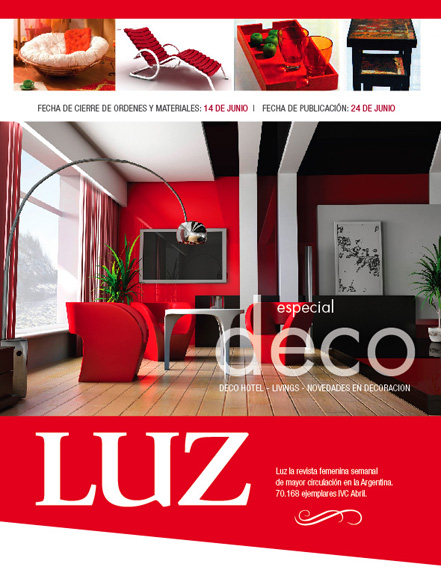 FECHA DE CIERRE DE ORDENES Y MATERIALES: 14 DE JUNIO | FECHA DE PUBLICACIÓN: 24 DE JUNIO
especial
deco
DECO HOTEL - LIVINGS - NOVEDADES EN DECORACION
LUZ
Luz la revista femenina semanal
de mayor circulación en la Argentina.
70.168 ejemplares IVC Abril.